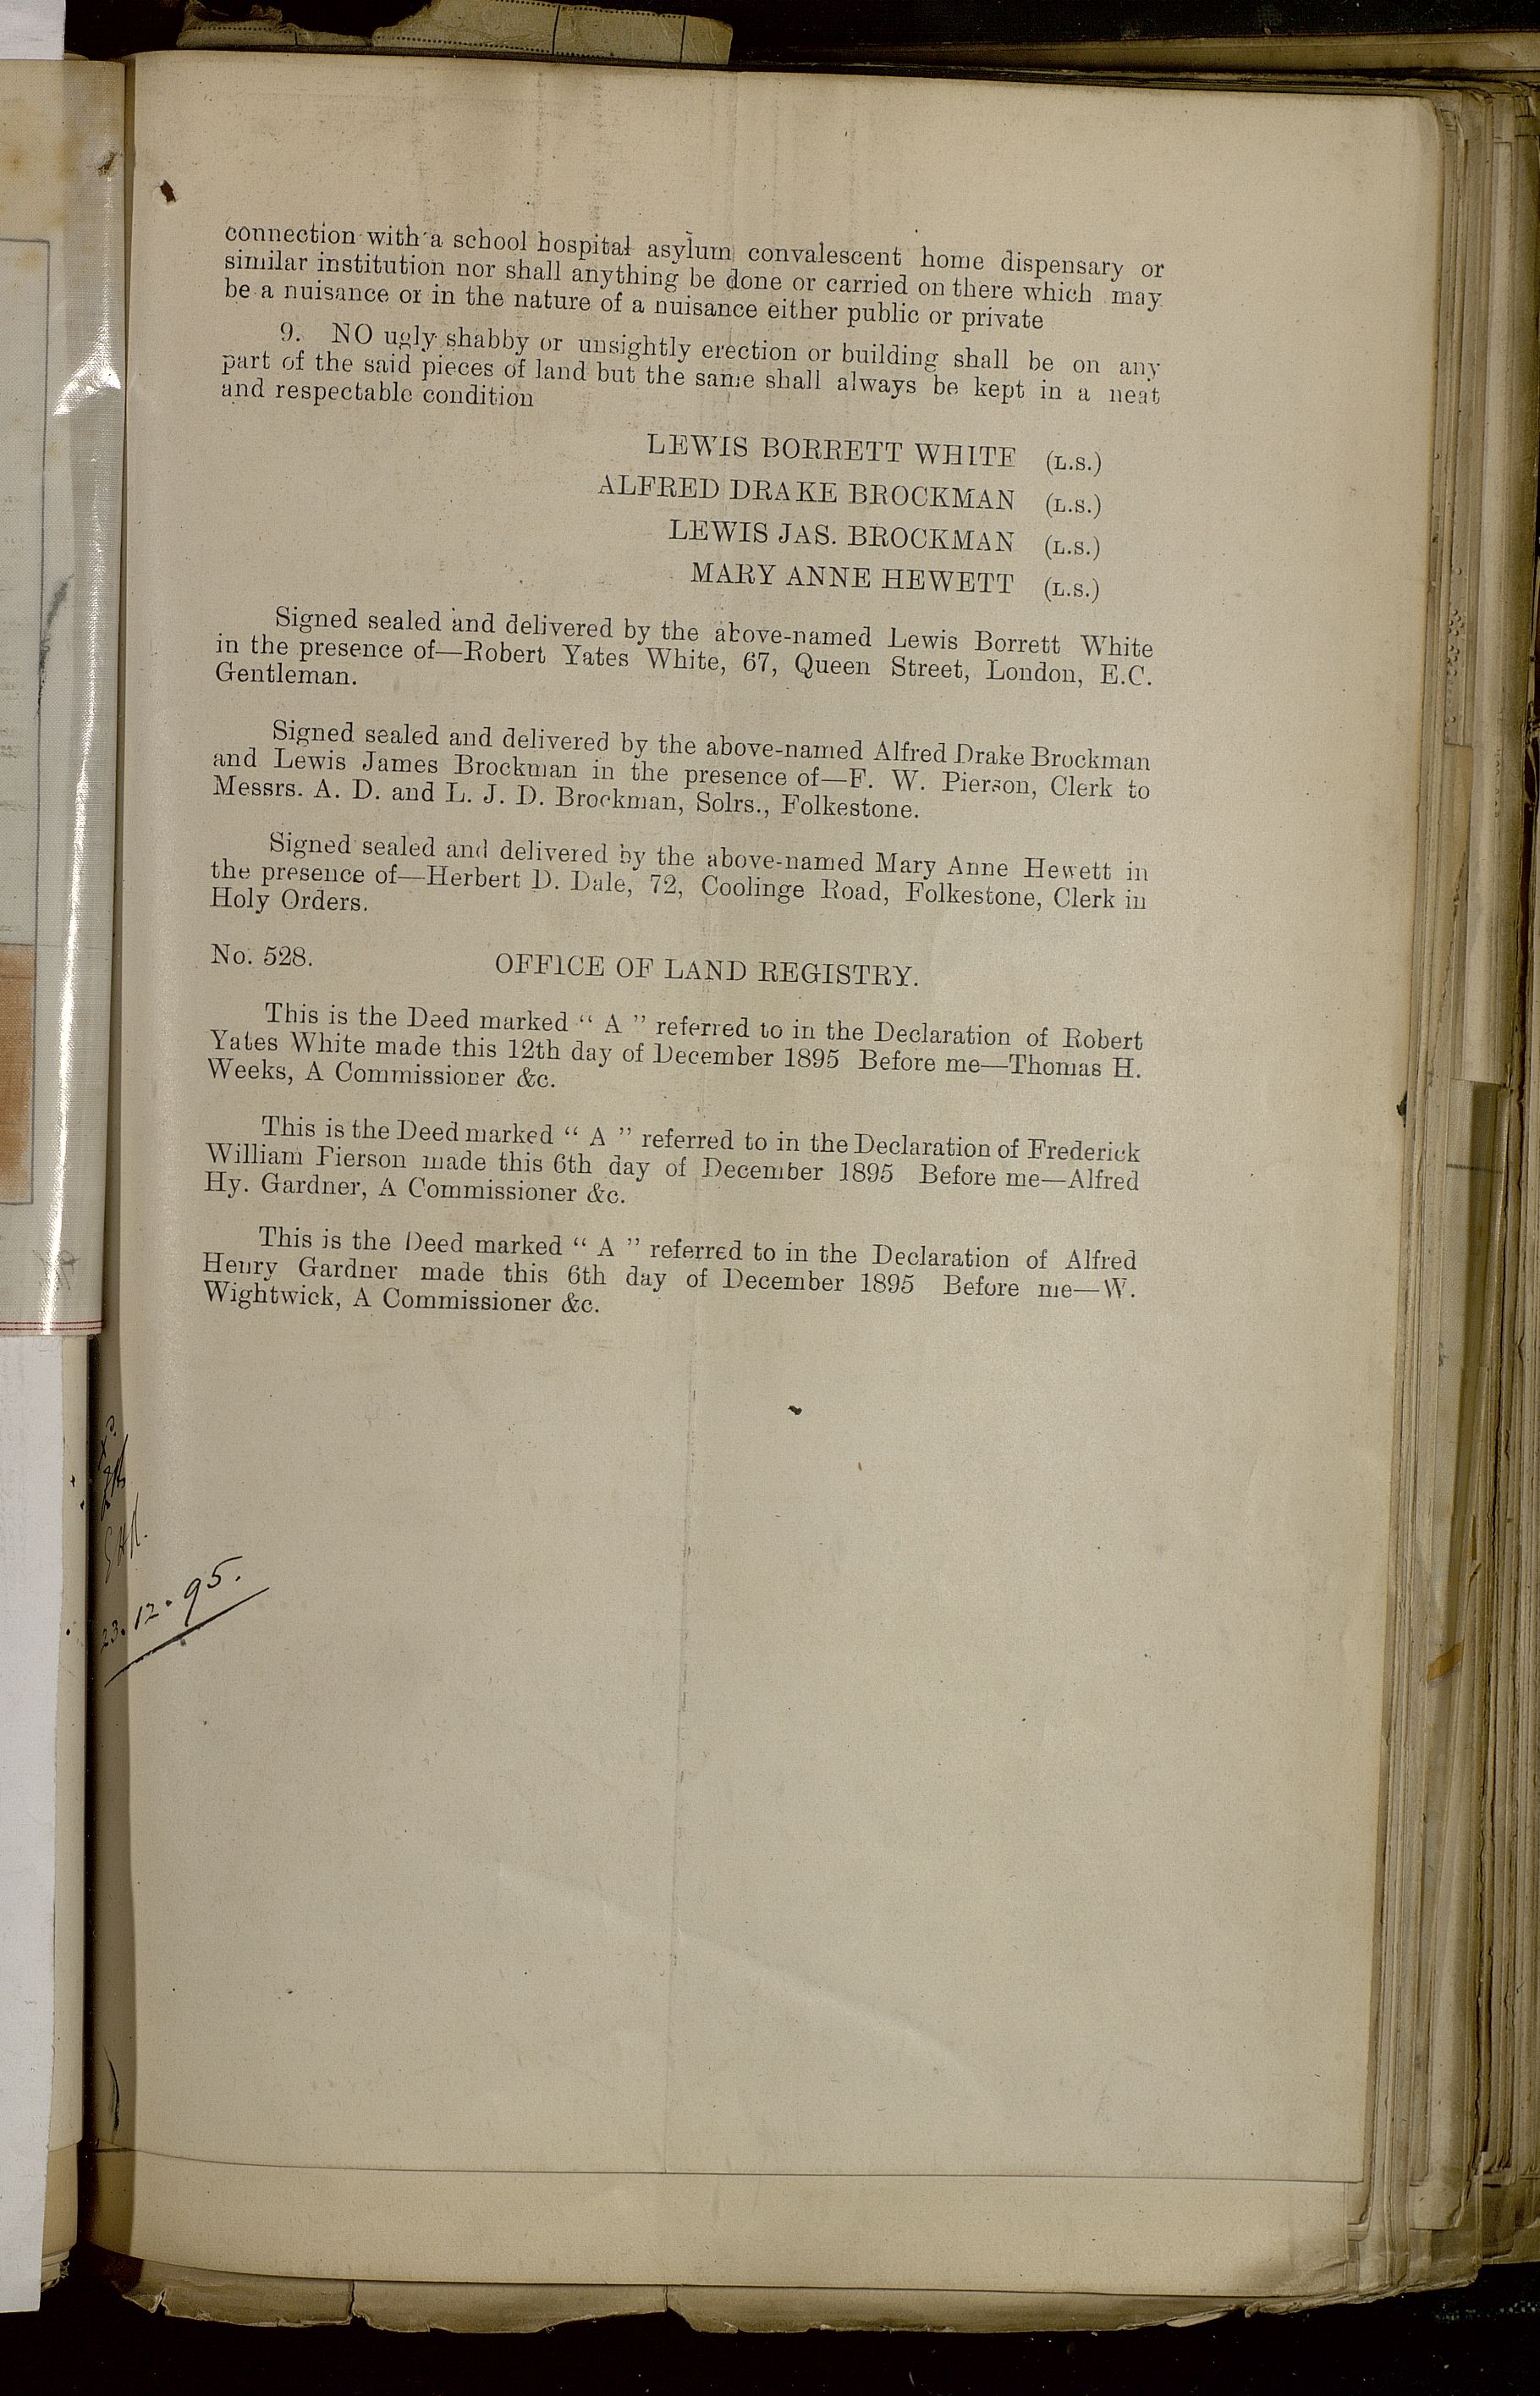 connection with a school hospital asylum convalescent home dispensary or
similar institution nor shall anything be done or carried on there which may
be a nuisance or in the nature of a nuisance either public or private
9. NO ugly shabby or unsightly erection or building shall be on any
part of the said pieces of land but the same shall always be kept in a neat
and respectable condition
LEWIS BORRETT WHITE (L.S.)
ALFRED DRAKE BROCKMAN (L.S.)
LEWIS JAS. BROCKMAN (L.S.)
MARY ANNE HEWETT (L.S.)
Signed sealed and delivered by the above-named Lewis Borrett White
in the presence of—Robert Yates White, 67, Queen Street, London, E.C.
Gentleman.
Signed sealed and delivered by the above-named Alfred Drake Brockman
and Lewis James Brockman in the presence of—F. W. Pierson, Clerk to
Messrs. A. D. and L. J. D. Brockman, Solrs., Folkestone.
Signed sealed and delivered by the above-named Mary Anne Hewett in
the presence of—Herbert D. Dale, 72, Coolinge Road, Folkestone, Clerk in
Holy Orders.
No. 528.
OFFICE OF LAND REGISTRY.
This is the Deed marked “ A ” referred to in the Declaration of Robert
Yates White made this 12th day of December 1895 Before me—Thomas H.
Weeks, A Commissioner &c.
This is the Deed marked “ A ” referred to in the Declaration of Frederick
William Pierson made this 6th day of December 1895 Before me—Alfred
Hy. Gardner, A Commissioner &c.
This is the Deed marked “ A ” referred to in the Declaration of Alfred
Henry Gardner made this 6th day of December 1895 Before me—W.
Wightwick, A Commissioner &c.
23.12.95.